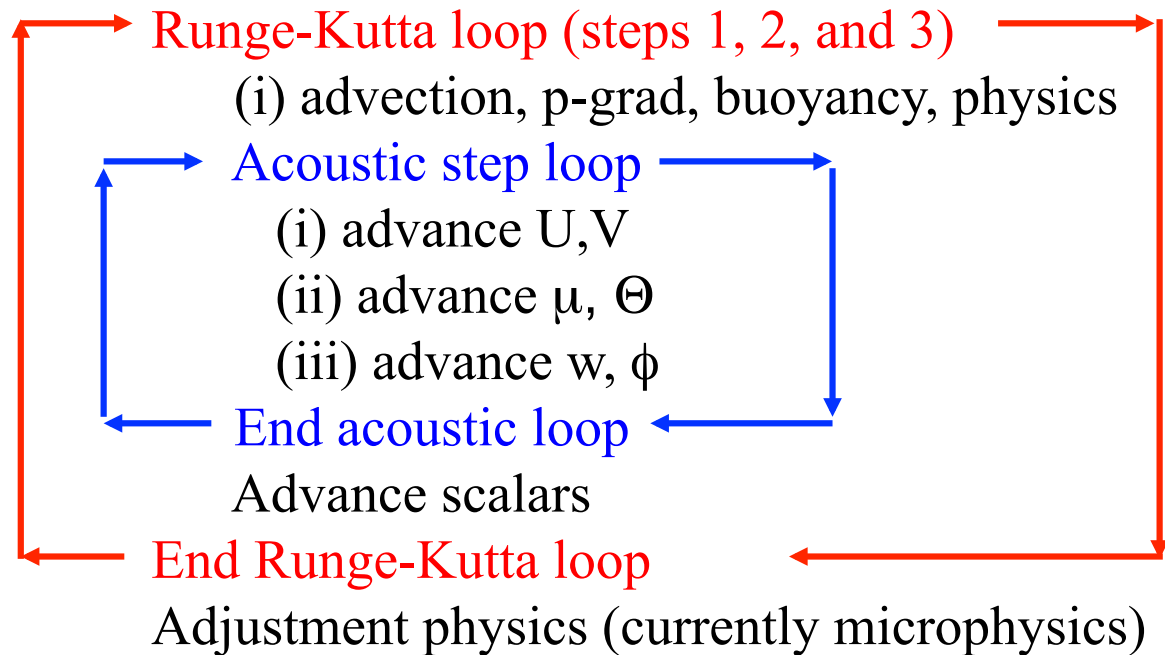 Runge-Kutta loop (steps 1, 2, and 3)
(i) advection, p-grad, buoyancy, physics
Acoustic step loop
(i) advance U,V
(ii) advance μ, Θ
(iii) advance w, ϕ
End acoustic loop
Advance scalars
End Runge-Kutta loop
Adjustment physics (currently microphysics)